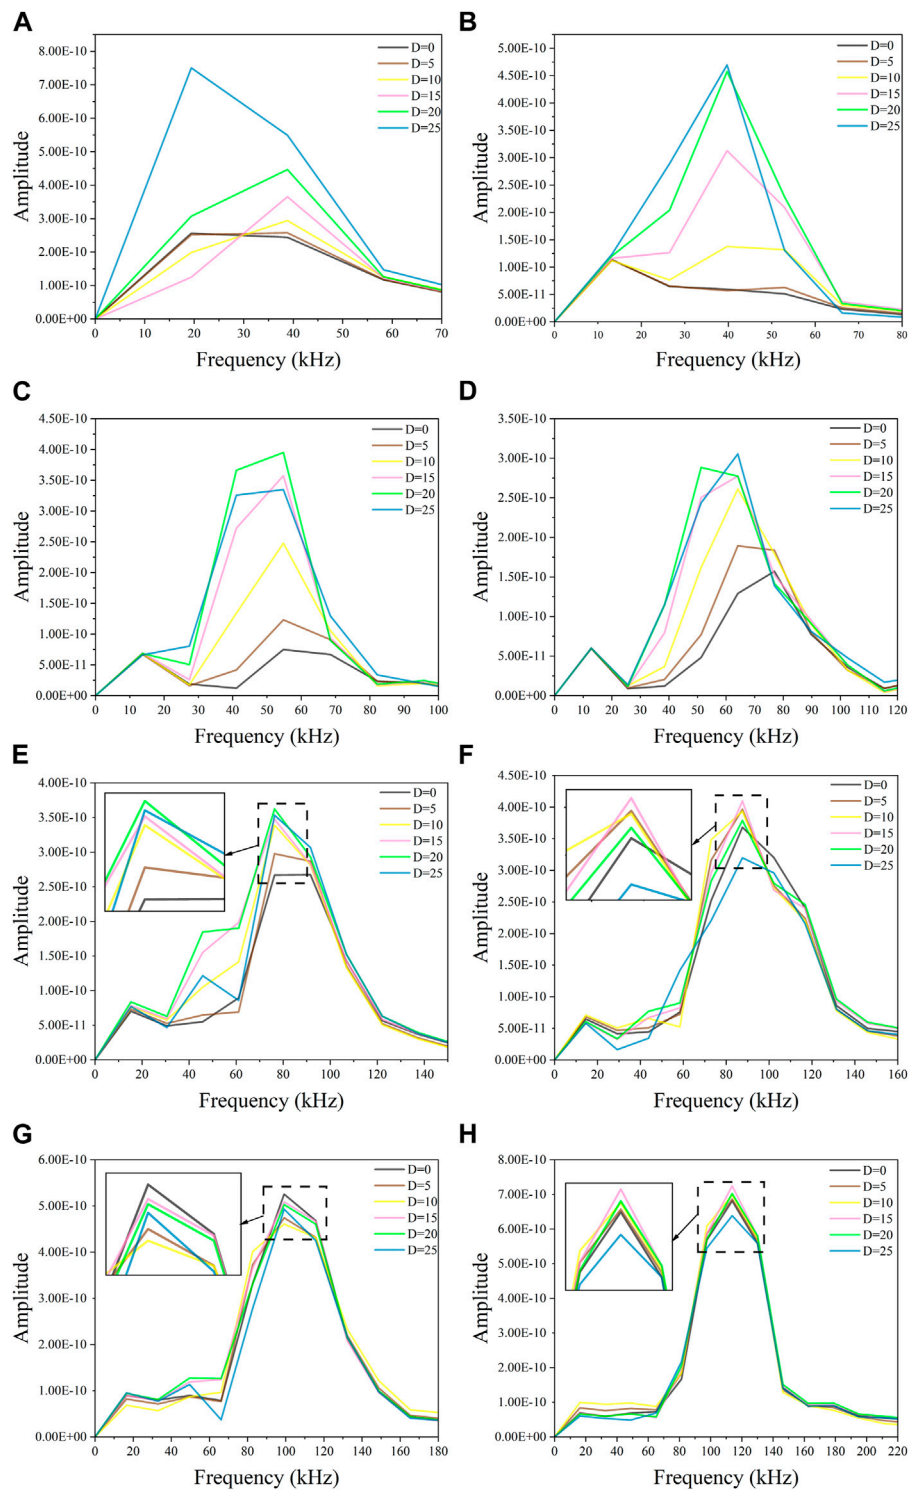 A
8.00E-10
7.00E-10
6.00E-10
5.00E-10
4.00E-10
3.00E-10
2.00E-10
1.00E-10
0.00E+00
Amplitude
D=0
D=5
D=10
D=15
D=20
D=25
0 10 20 30 40 50 60 70
Frequency (kHz)
B
5.00E-10
4.50E-10
4.00E-10
3.50E-10
3.00E-10
2.50E-10
2.00E-10
1.50E-10
1.00E-10
5.00E-11
0.00E+00
Amplitude
D=0
D=5
D=10
D=15
D=20
D=25
0 10 20 30 40 50 60 70 80
Frequency (kHz)
C
4.50E-10
4.00E-10
3.50E-10
3.00E-10
2.50E-10
2.00E-10
1.50E-10
1.00E-10
5.00E-11
0.00E+00
Amplitude
D=0
D=5
D=10
D=15
D=20
D=25
0 10 20 30 40 50 60 70 80 90 100
Frequency (kHz)
D
3.50E-10
3.00E-10
2.50E-10
2.00E-10
1.50E-10
1.00E-10
5.00E-11
0.00E+00
Amplitude
D=0
D=5
D=10
D=15
D=20
D=25
0 10 20 30 40 50 60 70 80 90 100 110 120
Frequency (kHz)
E
4.00E-10
3.50E-10
3.00E-10
2.50E-10
2.00E-10
1.50E-10
1.00E-10
5.00E-11
0.00E+00
Amplitude
D=0
D=5
D=10
D=15
D=20
D=25
0 20 40 60 80 100 120 140
Frequency (kHz)
F
4.50E-10
4.00E-10
3.50E-10
3.00E-10
2.50E-10
2.00E-10
1.50E-10
1.00E-10
5.00E-11
0.00E+00
Amplitude
D=0
D=5
D=10
D=15
D=20
D=25
0 20 40 60 80 100 120 140 160
Frequency (kHz)
G
6.00E-10
5.00E-10
4.00E-10
3.00E-10
2.00E-10
1.00E-10
0.00E+00
Amplitude
D=0
D=5
D=10
D=15
D=20
D=25
0 20 40 60 80 100 120 140 160 180
Frequency (kHz)
H
8.00E-10
7.00E-10
6.00E-10
5.00E-10
4.00E-10
3.00E-10
2.00E-10
1.00E-10
0.00E+00
Amplitude
D=0
D=5
D=10
D=15
D=20
D=25
0 20 40 60 80 100 120 140 160 180 200 220
Frequency (kHz)